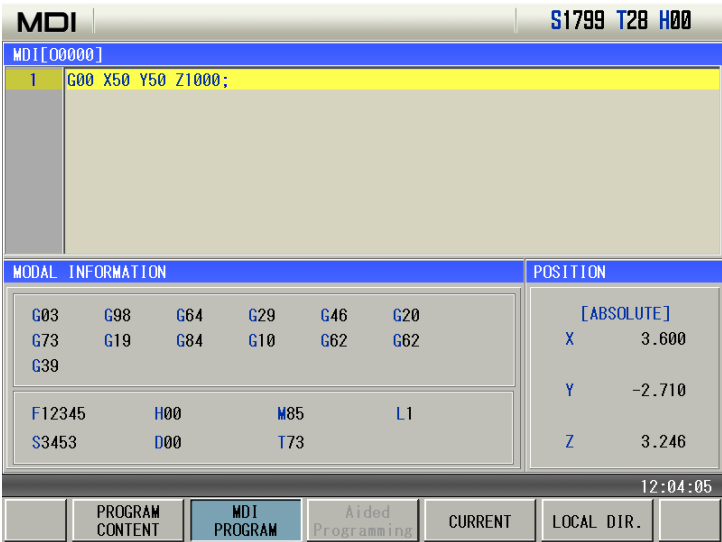 MDI S1799 T28 H00
MDI[O0000]
1 G00 X50 Y50 Z1000;
MODAL INFORMATION
G03 G98 G64 G29 G46 G20
G73 G19 G84 G10 G62 G62
G39
F12345 H00 M85 L1
S3453 D00 T73
POSITION
[ABSOLUTE]
X 3.600
Y -2.710
Z 3.246
12:04:05
PROGRAM
CONTENT
MDI
PROGRAM
Aided
Programming
CURRENT
LOCAL DIR.